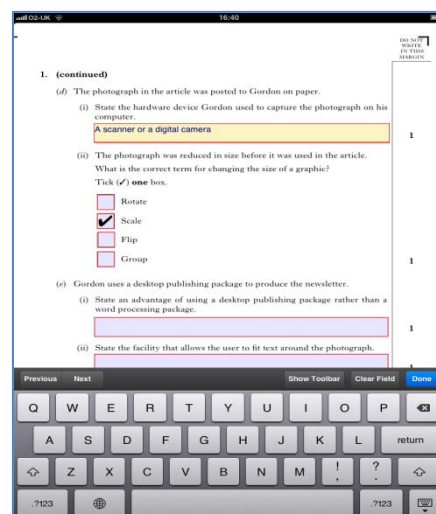 O2-UK 16:40
DO NOT
WRITE
IN THIS
MARGIN
1. (continued)
(d) The photograph in the article was posted to Gordon on paper.
(i) State the hardware device Gordon used to capture the photograph on his
computer.
A scanner or a digital camera
1
(ii) The photograph was reduced in size before it was used in the article.
What is the correct term for changing the size of a graphic?
Tick (✓) one box.
Rotate
✔ Scale
Flip
Group
1
(e) Gordon uses a desktop publishing package to produce the newsletter.
(i) State an advantage of using a desktop publishing package rather than a
word processing package.
1
(ii) State the facility that allows the user to fit text around the photograph.
1
Previous Next Show Toolbar Clear Field Done
Q W E R T Y U I O P
A S D F G H J K L return
Z X C V B N M ! , ? .
.?123 .?123